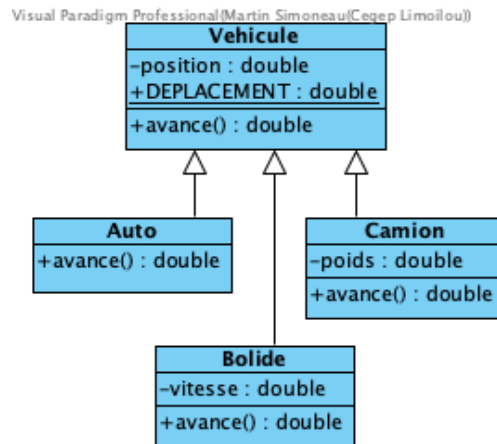 Visual Paradigm Professional(Martin Simoneau(Cegep Limoilou))
Vehicule
-position : double
+DEPLACEMENT : double
+avance() : double
Auto
+avance() : double
Camion
-poids : double
+avance() : double
Bolide
-vitesse : double
+avance() : double